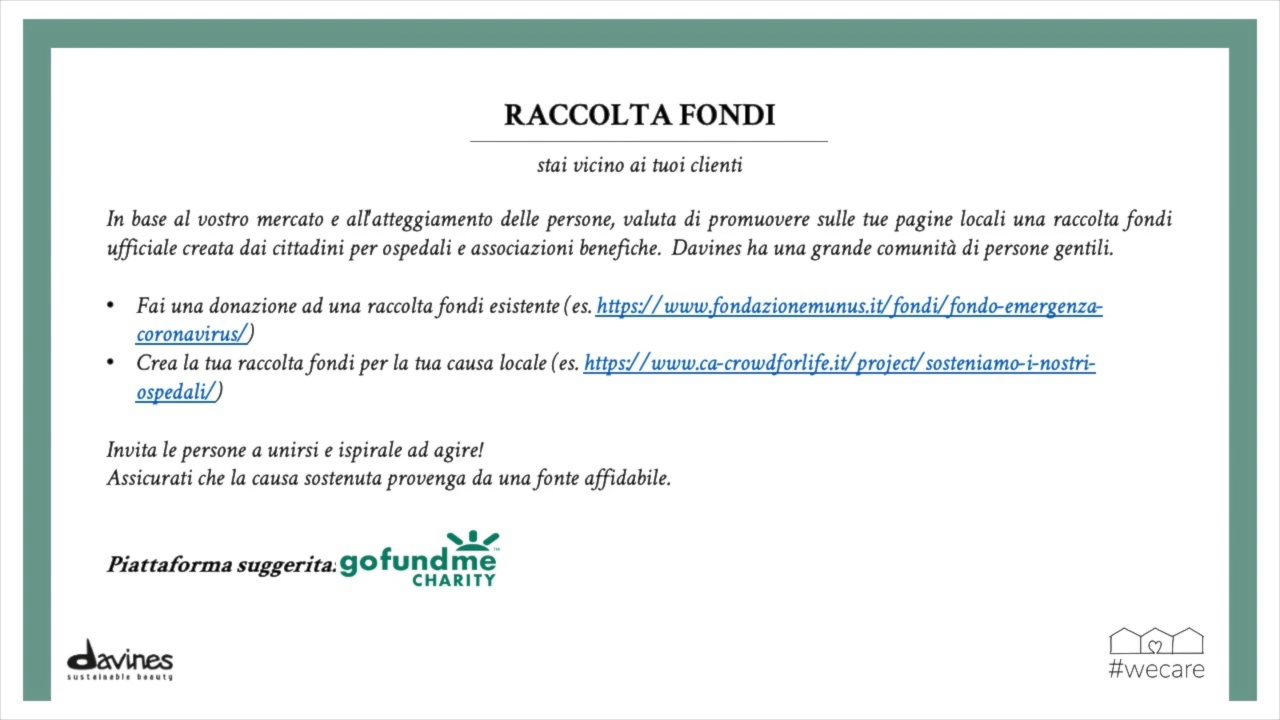 RACCOLTA FONDI
stai vicino ai tuoi clienti
In base al vostro mercato e all'atteggiamento delle persone, valuta di promuovere sulle tue pagine locali una raccolta fondi
ufficiale creata dai cittadini per ospedali e associazioni benefiche. Davines ha una grande comunità di persone gentili.
• Fai una donazione ad una raccolta fondi esistente (es. https://www.fondazionemunus.it/fondi/fondo-emergenza-
coronavirus/)
• Crea la tua raccolta fondi per la tua causa locale (es. https://www.ca-crowdforlife.it/project/sosteniamo-i-nostri-
ospedali/)
Invita le persone a unirsi e ispirale ad agire!
Assicurati che la causa sostenuta provenga da una fonte affidabile.
Piattaforma suggerita: gofundme™
CHARITY
davines
sustainable beauty
#wecare